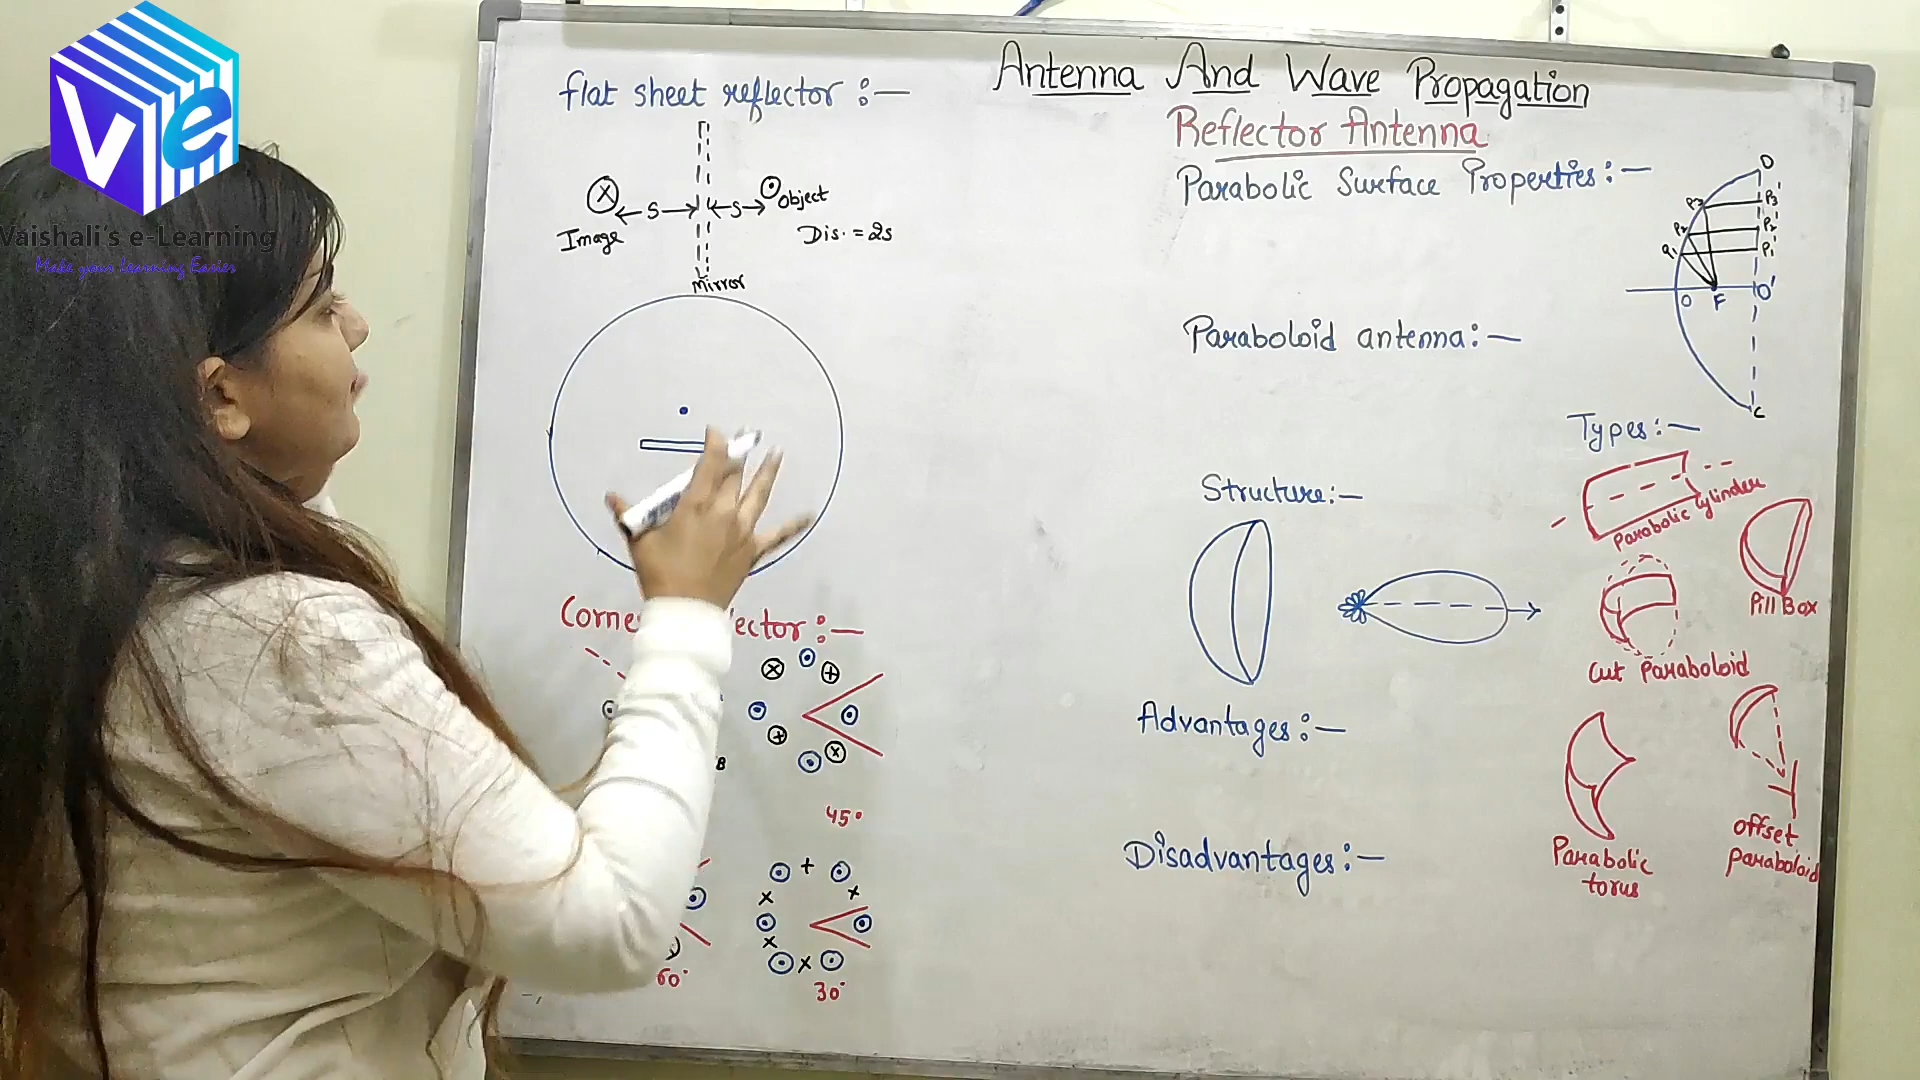 Ve
Vaishali's e-Learning
Make your Learning Easier
Antenna And Wave Propagation
Reflector Antenna
flat sheet reflector :—
X
S
S
Object
Image
Dis. = 2s
Mirror
45°
60°
30°
Parabolic Surface Properties :—
D
P3 P3'
P2 P2'
P1 P1'
O F O'
C
Paraboloid antenna :—
Types :—
Structure :—
Parabolic Cylinder
Pill Box
Cut Paraboloid
Advantages :—
Parabolic
torus
offset
paraboloid
Disadvantages :—